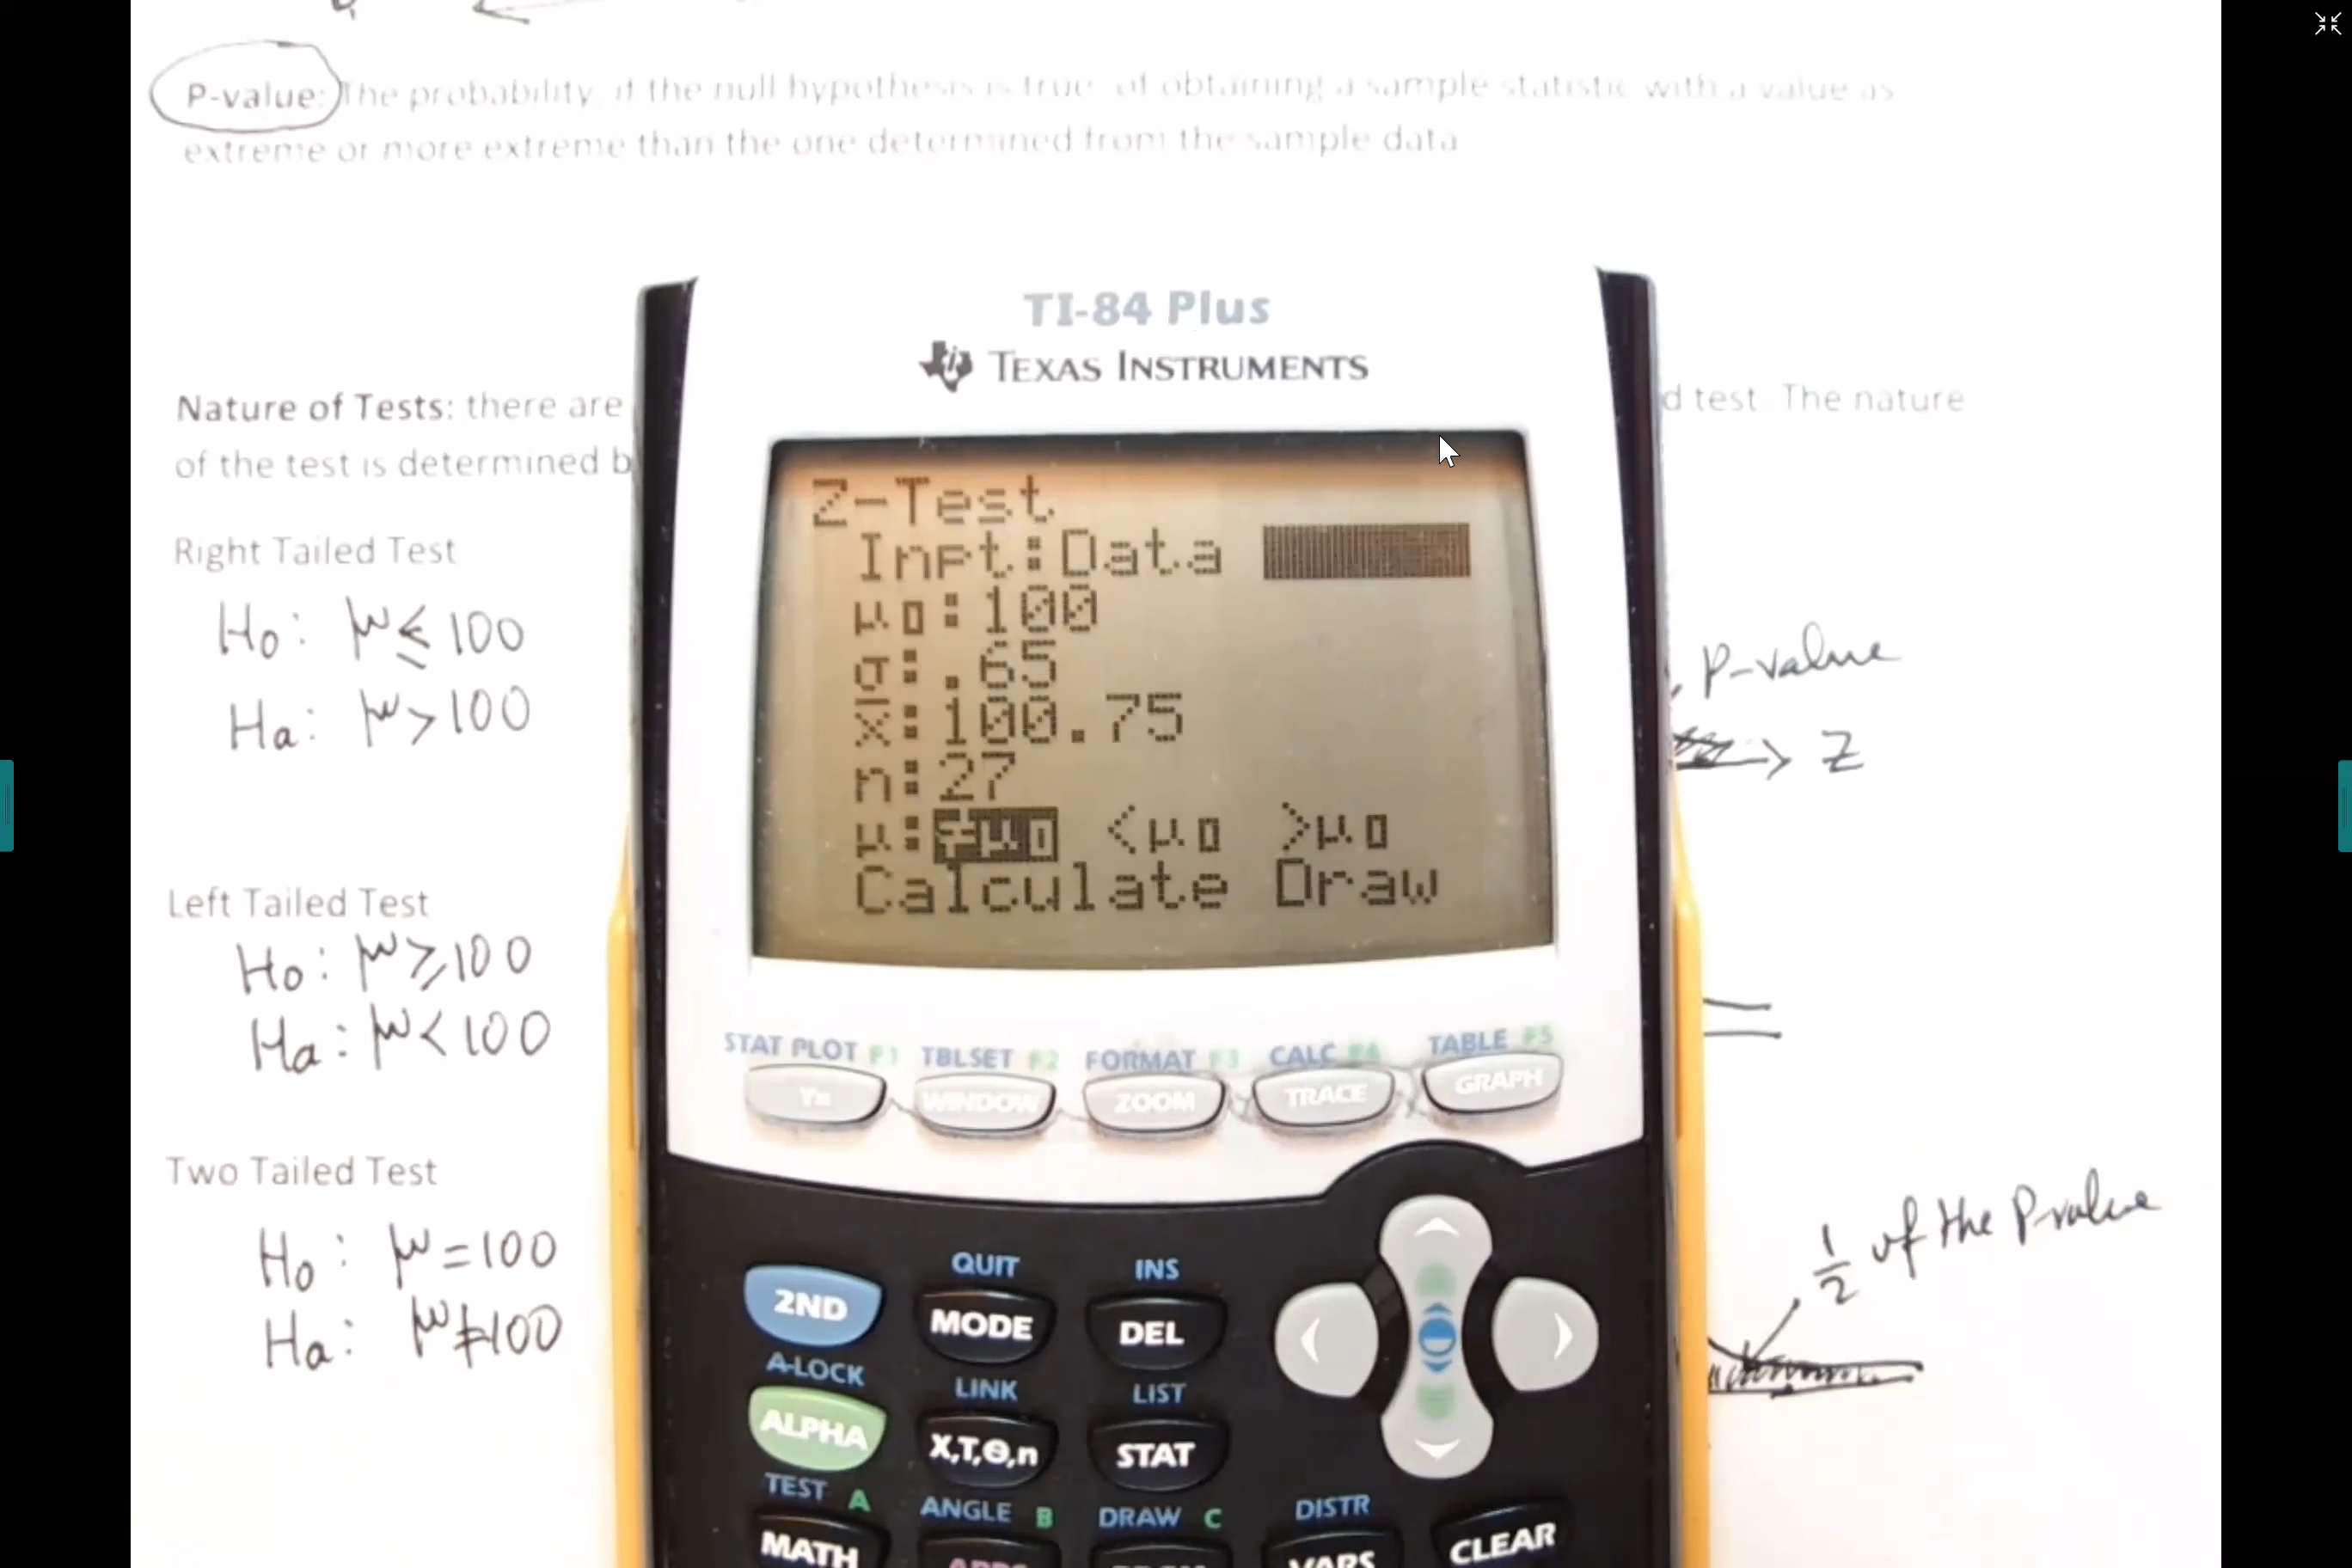 P-value: The probability, if the null hypothesis is true, of obtaining a sample statistic with a value as
extreme or more extreme than the one determined from the sample data
Nature of Tests: there are
d test. The nature
of the test is determined b
Right Tailed Test
Ho: μ ≤ 100
Ha: μ > 100
P-value
Z
Left Tailed Test
Ho: μ ≥ 100
Ha: μ < 100
Two Tailed Test
Ho: μ = 100
Ha: μ ≠ 100
1/2 of the P-value
TI-84 Plus
TEXAS INSTRUMENTS
Z-Test
Inpt:Data
μ0:100
σ:.65
x̄:100.75
n:27
μ:≠μ0 <μ0 >μ0
Calculate Draw
STAT PLOT F1 TBLSET F2 FORMAT F3 CALC F4 TABLE F5
Y= WINDOW ZOOM TRACE GRAPH
QUIT INS
2ND MODE DEL
A-LOCK LINK LIST
ALPHA X,T,Θ,n STAT
TEST A ANGLE B DRAW C DISTR
MATH APPS PRGM VARS CLEAR